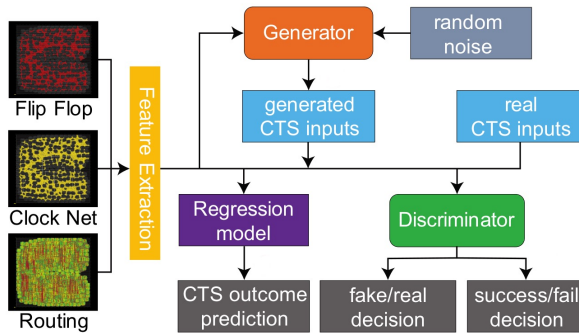 Flip Flop
Clock Net
Routing
Feature Extraction
Generator
random
noise
generated
CTS inputs
real
CTS inputs
Regression
model
Discriminator
CTS outcome
prediction
fake/real
decision
success/fail
decision